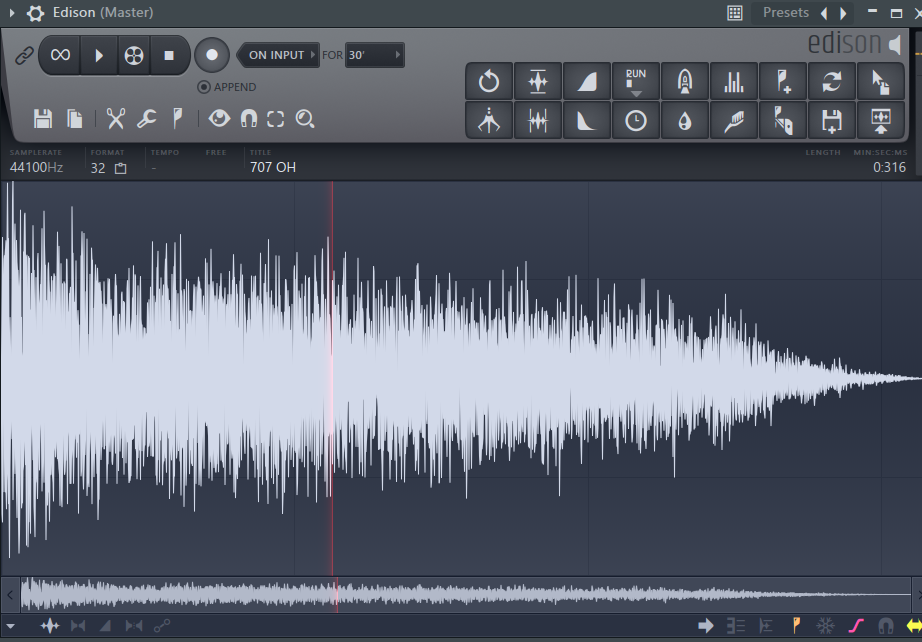 Edison (Master)
Presets
edison
ON INPUT
FOR
30'
RUN
APPEND
SAMPLERATE
FORMAT
TEMPO
FREE
TITLE
LENGTH
MIN:SEC:MS
44100Hz
32
-
707 OH
0:316